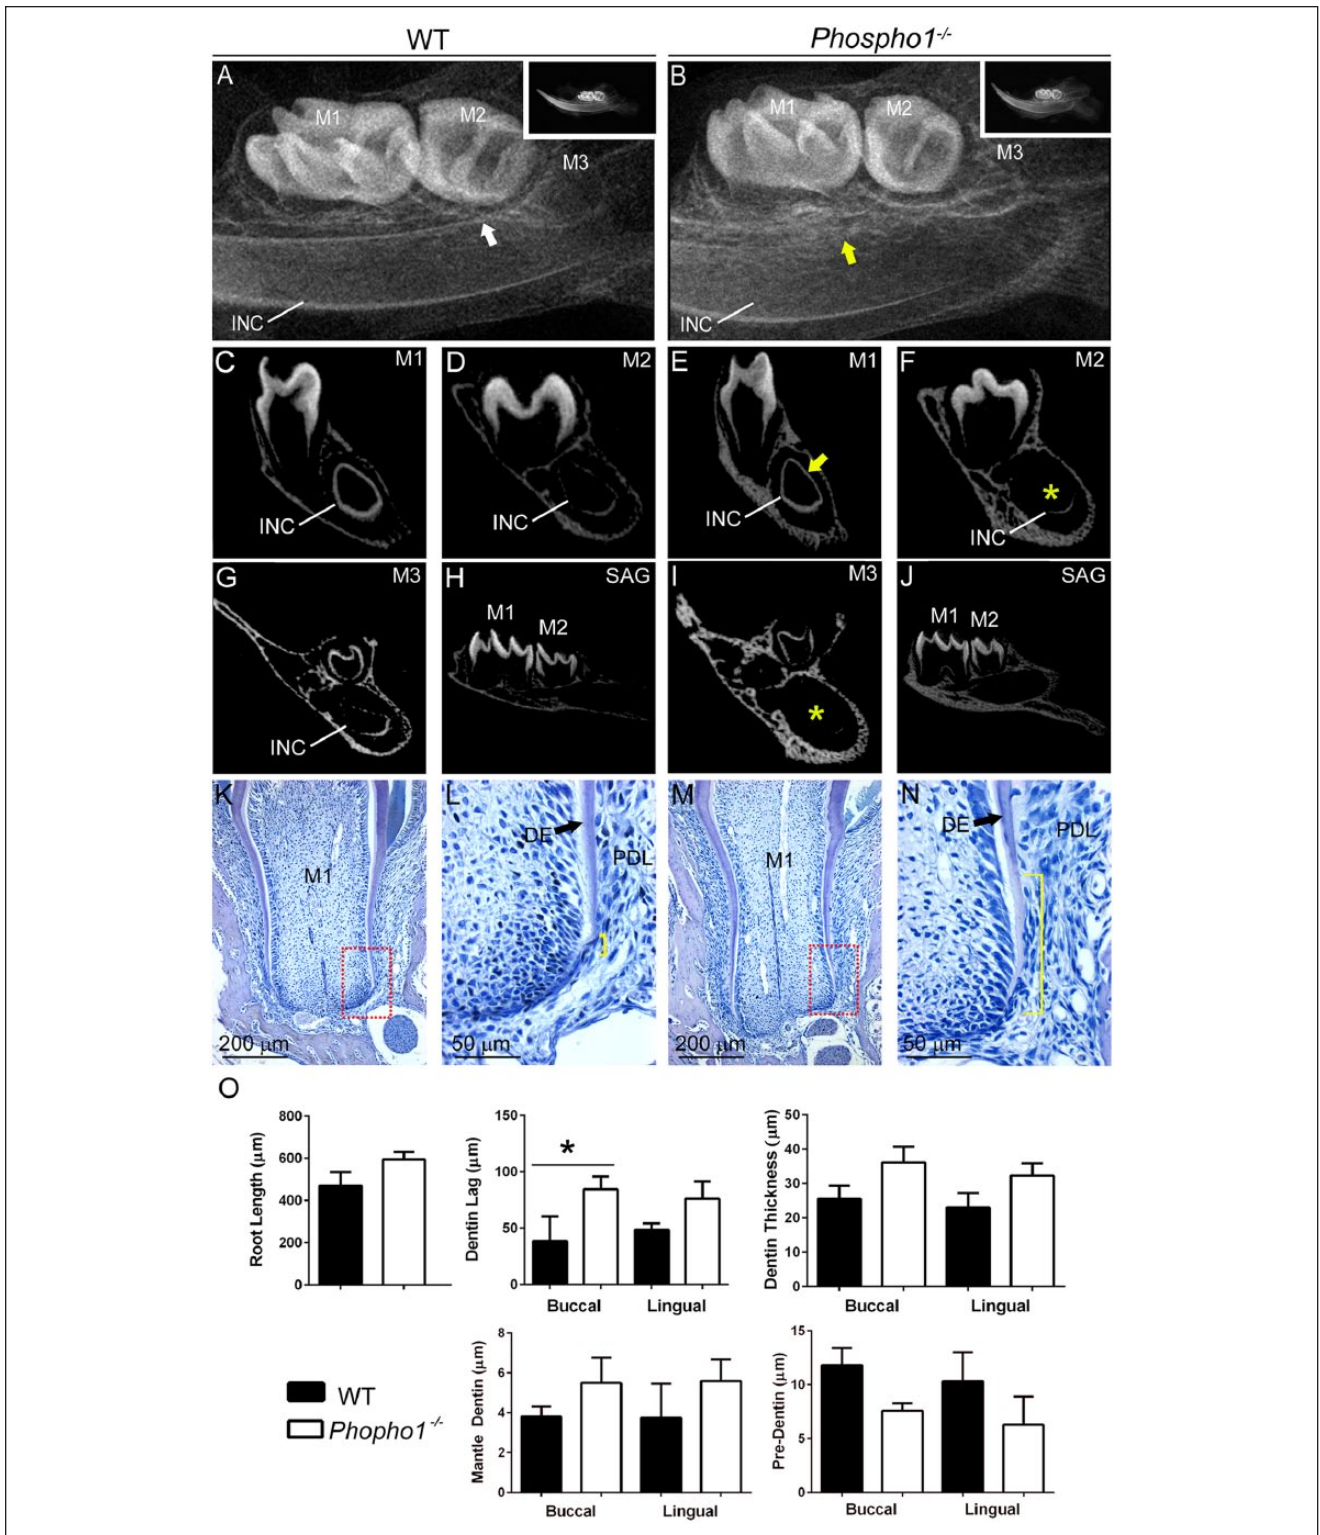 WT
Phospho1-/-
A
M1
M2
M3
INC
B
M1
M2
M3
INC
C
M1
INC
D
M2
INC
E
M1
INC
F
M2
*
INC
G
M3
INC
H
SAG
M1
M2
I
M3
*
J
SAG
M1
M2
K
M1
200 µm
L
DE
PDL
50 µm
M
M1
200 µm
N
DE
PDL
50 µm
O
Root Length (µm)
800
600
400
200
0
Dentin Lag (µm)
150
100
50
0
*
Buccal
Lingual
Dentin Thickness (µm)
50
40
30
20
10
0
Buccal
Lingual
WT
Phopho1-/-
Mantle Dentin (µm)
8
6
4
2
0
Buccal
Lingual
Pre-Dentin (µm)
15
10
5
0
Buccal
Lingual